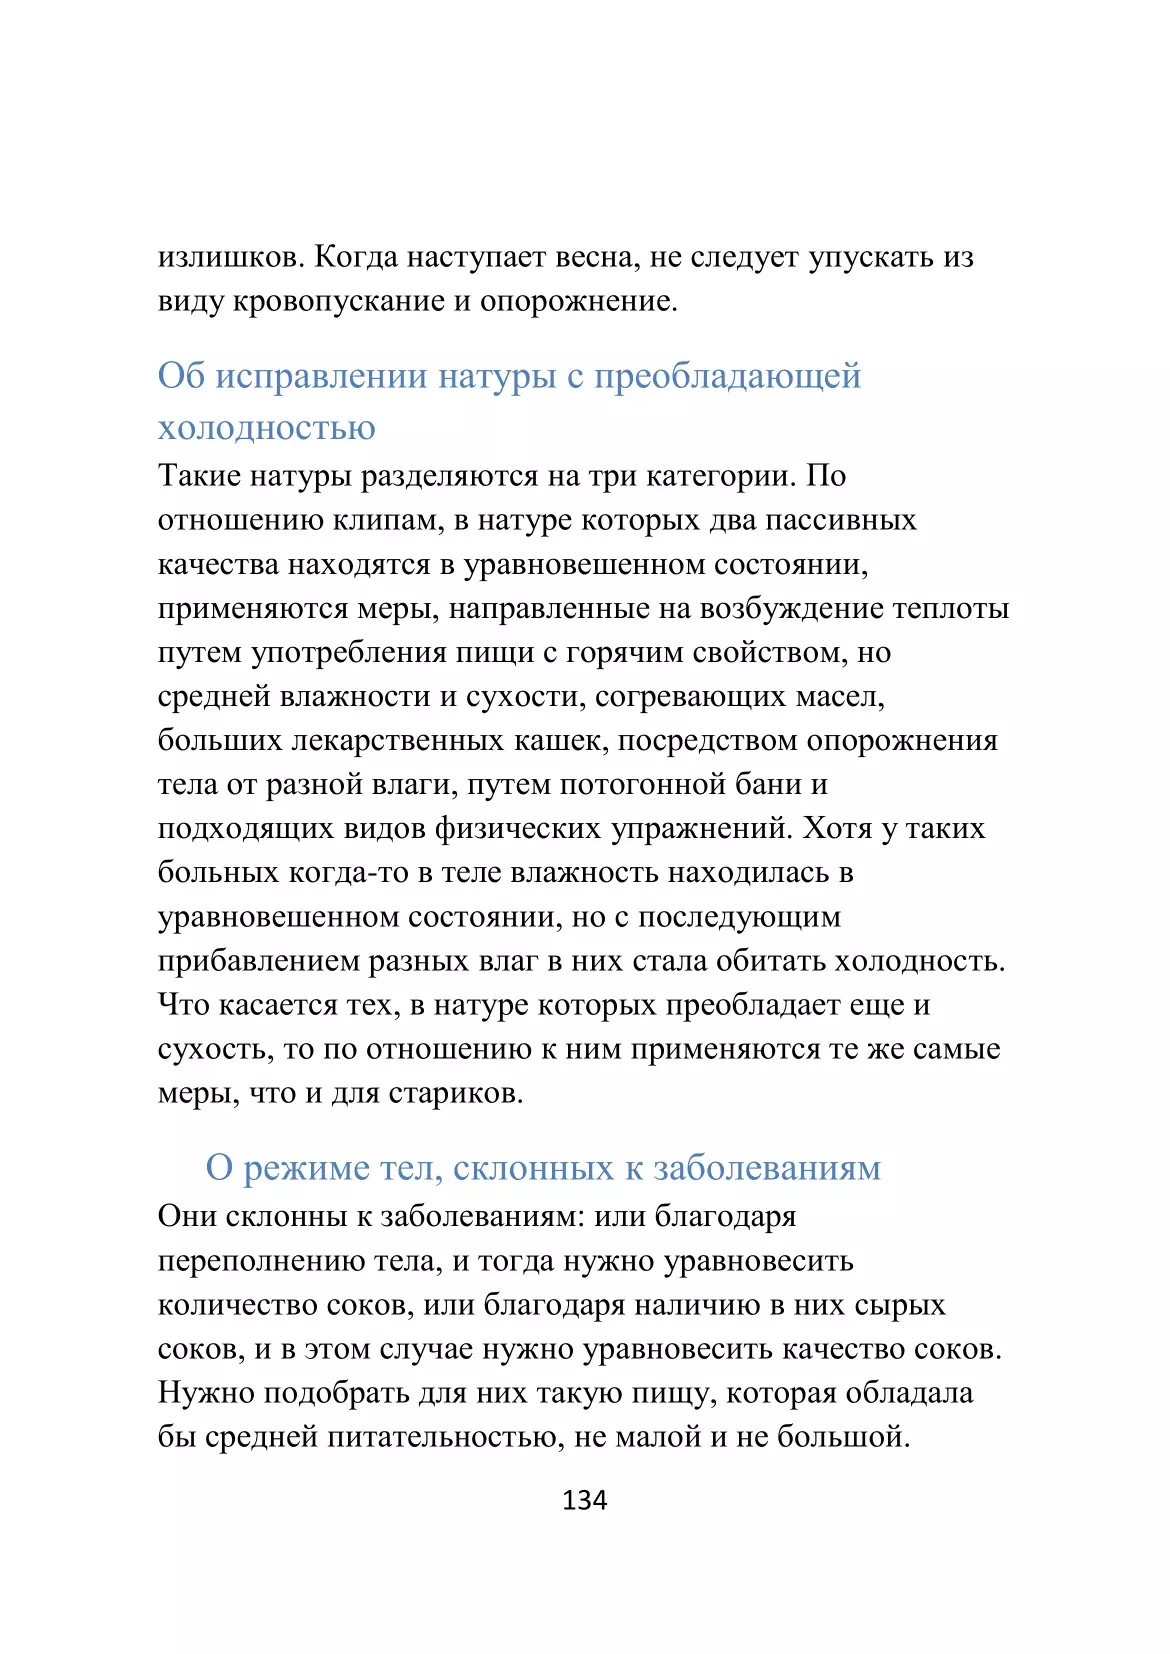 излишков. Когда наступает весна, не следует упускать из
виду кровопускание и опорожнение.
Об исправлении натуры с преобладающей
холодностью
Такие натуры разделяются на три категории. По
отношению клипам, в натуре которых два пассивных
качества находятся в уравновешенном состоянии,
применяются меры, направленные на возбуждение теплоты
путем употребления пищи с горячим свойством, но
средней влажности и сухости, согревающих масел,
больших лекарственных кашек, посредством опорожнения
тела от разной влаги, путем потогонной бани и
подходящих видов физических упражнений. Хотя у таких
больных когда-то в теле влажность находилась в
уравновешенном состоянии, но с последующим
прибавлением разных влаг в них стала обитать холодность.
Что касается тех, в натуре которых преобладает еще и
сухость, то по отношению к ним применяются те же самые
меры, что и для стариков.
О режиме тел, склонных к заболеваниям
Они склонны к заболеваниям: или благодаря
переполнению тела, и тогда нужно уравновесить
количество соков, или благодаря наличию в них сырых
соков, и в этом случае нужно уравновесить качество соков.
Нужно подобрать для них такую пищу, которая обладала
бы средней питательностью, не малой и не большой.
134